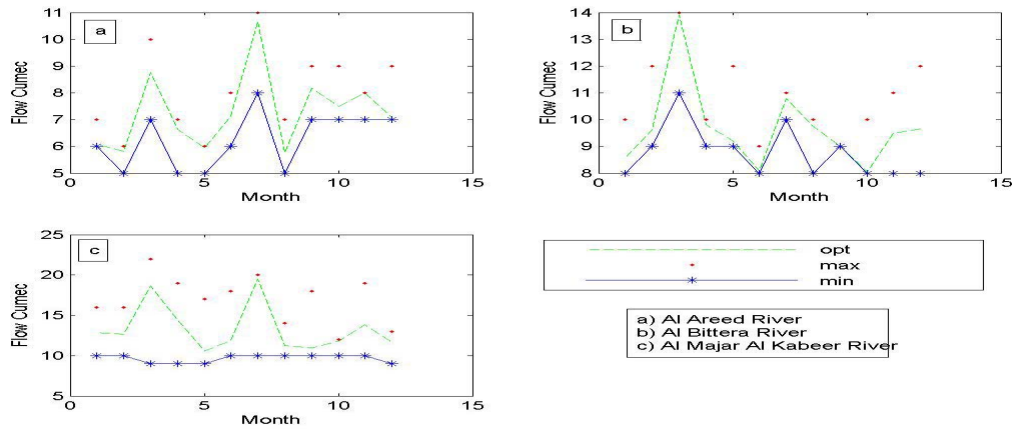 a
Flow Cumec
11
10
9
8
7
6
5
0
5
10
15
Month
b
Flow Cumec
14
13
12
11
10
9
8
0
5
10
15
Month
c
Flow Cumec
25
20
15
10
5
0
5
10
15
Month
opt
max
min
a) Al Areed River
b) Al Bittera River
c) Al Majar Al Kabeer River